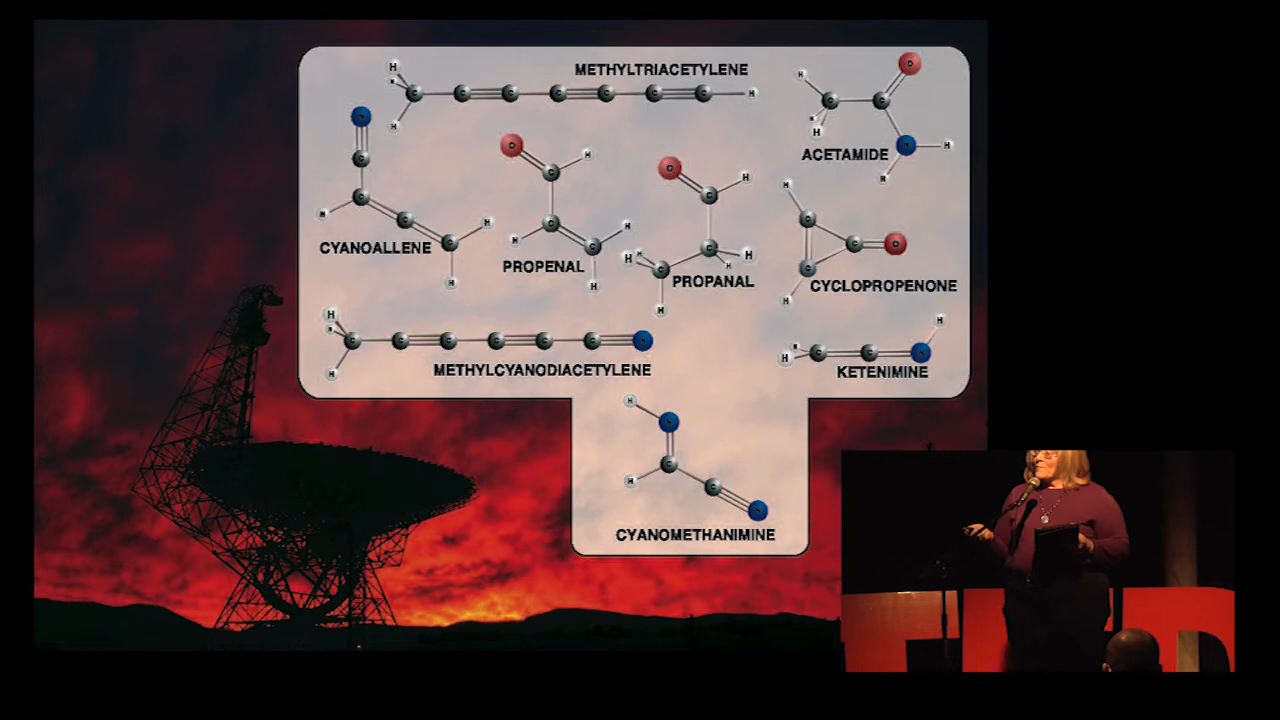 METHYLTRIACETYLENE
ACETAMIDE
CYANOALLENE
PROPENAL
PROPANAL
CYCLOPROPENONE
METHYLCYANODIACETYLENE
KETENIMINE
CYANOMETHANIMINE